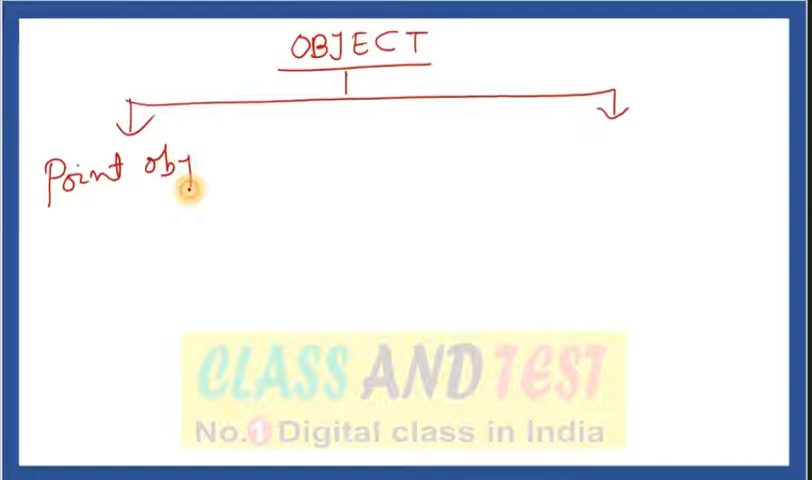 OBJECT
Point obj
CLASS AND TEST
No.1 Digital class in India